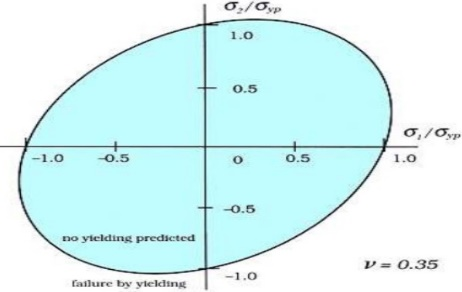 σ₂/σyp
1.0
0.5
σ₁/σyp
-1.0 -0.5 0 0.5 1.0
-0.5
no yielding predicted
-1.0
ν = 0.35
failure by yielding